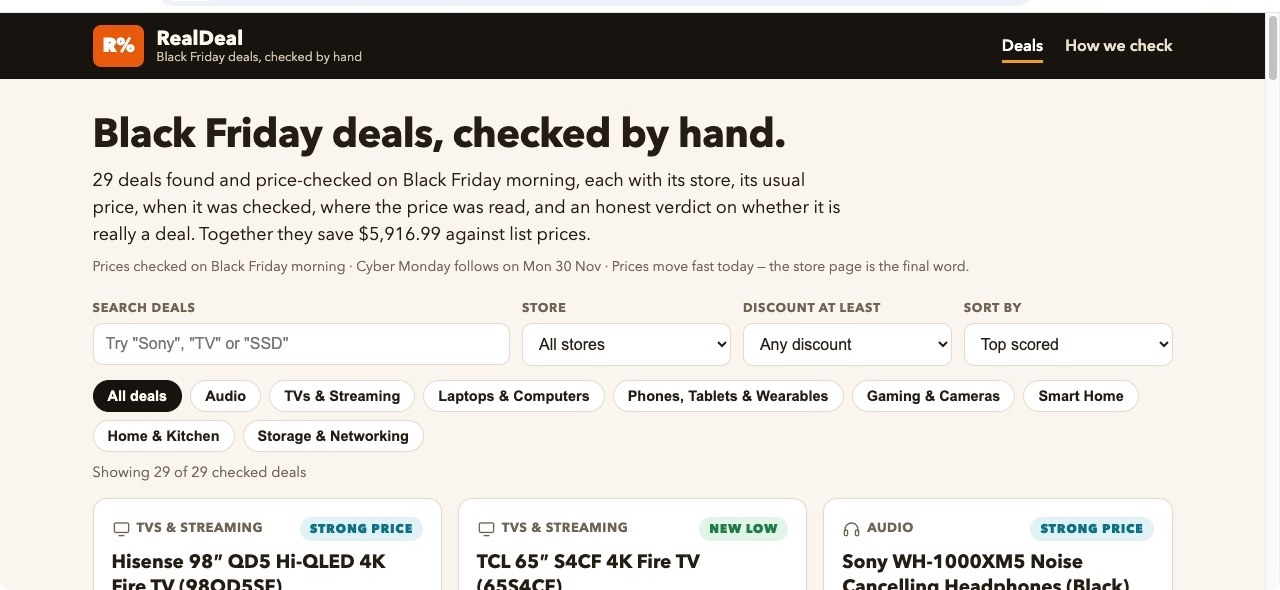 R%
RealDeal
Black Friday deals, checked by hand
Deals
How we check
Black Friday deals, checked by hand.
29 deals found and price-checked on Black Friday morning, each with its store, its usual
price, when it was checked, where the price was read, and an honest verdict on whether it is
really a deal. Together they save $5,916.99 against list prices.
Prices checked on Black Friday morning · Cyber Monday follows on Mon 30 Nov · Prices move fast today — the store page is the final word.
SEARCH DEALS
STORE
DISCOUNT AT LEAST
SORT BY
Try "Sony", "TV" or "SSD"
All stores
Any discount
Top scored
All deals
Audio
TVs & Streaming
Laptops & Computers
Phones, Tablets & Wearables
Gaming & Cameras
Smart Home
Home & Kitchen
Storage & Networking
Showing 29 of 29 checked deals
TVS & STREAMING
STRONG PRICE
Hisense 98″ QD5 Hi-QLED 4K
Fire TV (98QD5SF)
TVS & STREAMING
NEW LOW
TCL 65″ S4CF 4K Fire TV
(65S4CF)
AUDIO
STRONG PRICE
Sony WH-1000XM5 Noise
Cancelling Headphones (Black)